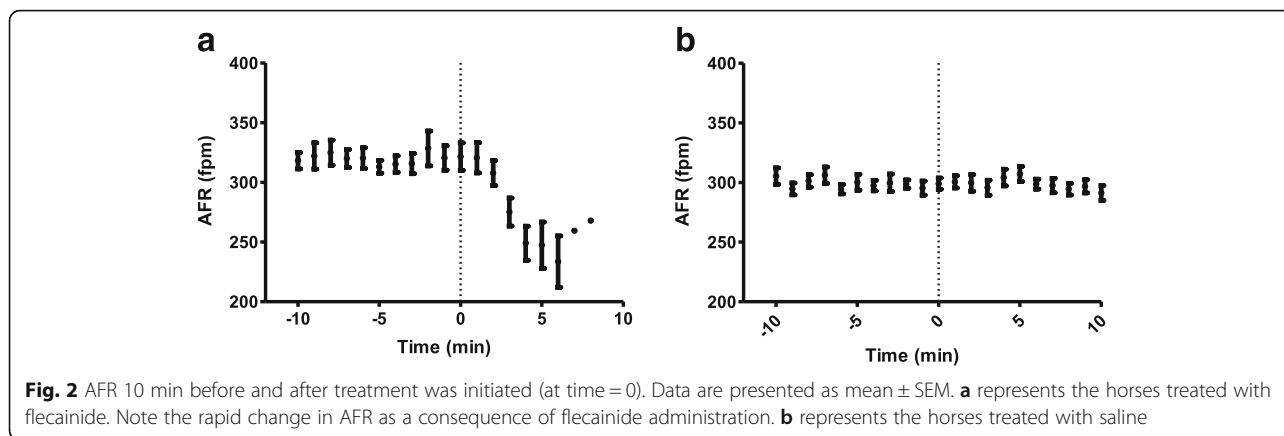 a
400
350
300
250
200
AFR (fpm)
-10 -5 0 5 10
Time (min)
b
400
350
300
250
200
AFR (fpm)
-10 -5 0 5 10
Time (min)
Fig. 2 AFR 10 min before and after treatment was initiated (at time = 0). Data are presented as mean ± SEM. a represents the horses treated with
flecainide. Note the rapid change in AFR as a consequence of flecainide administration. b represents the horses treated with saline